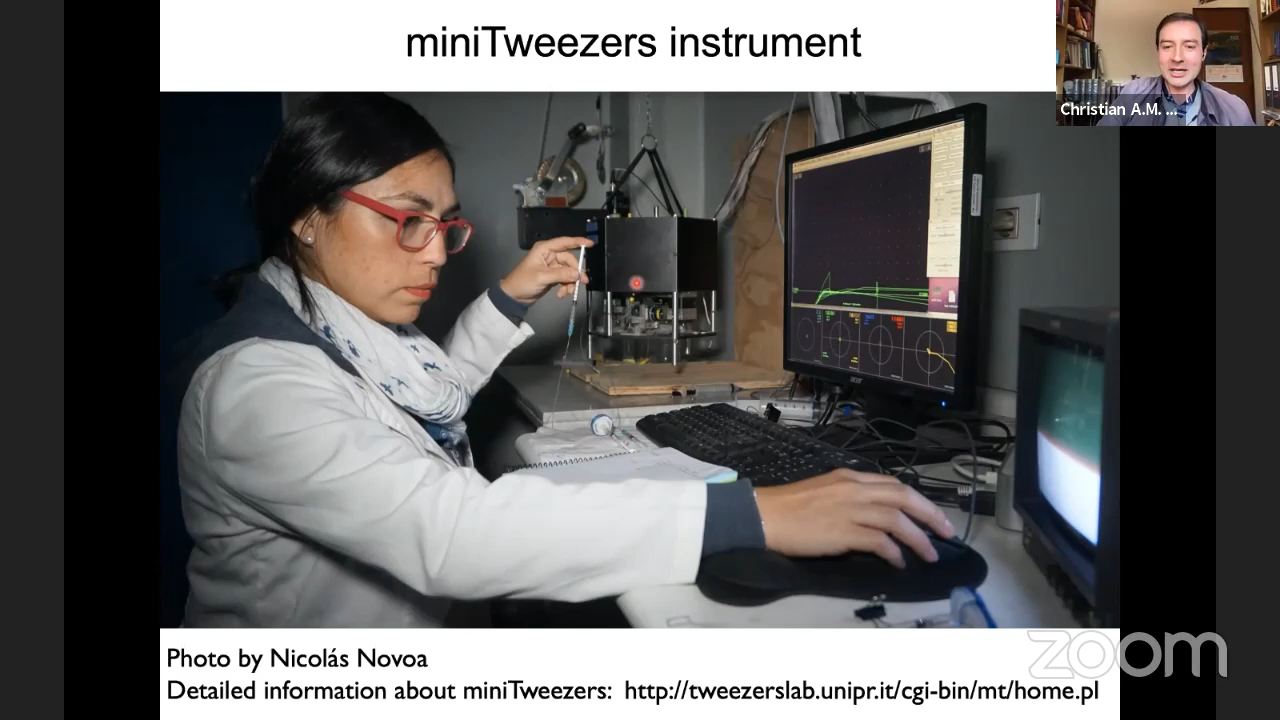 miniTweezers instrument
Christian A.M. ...
acer
Photo by Nicolás Novoa
Detailed information about miniTweezers: http://tweezerslab.unipr.it/cgi-bin/mt/home.pl
zoom